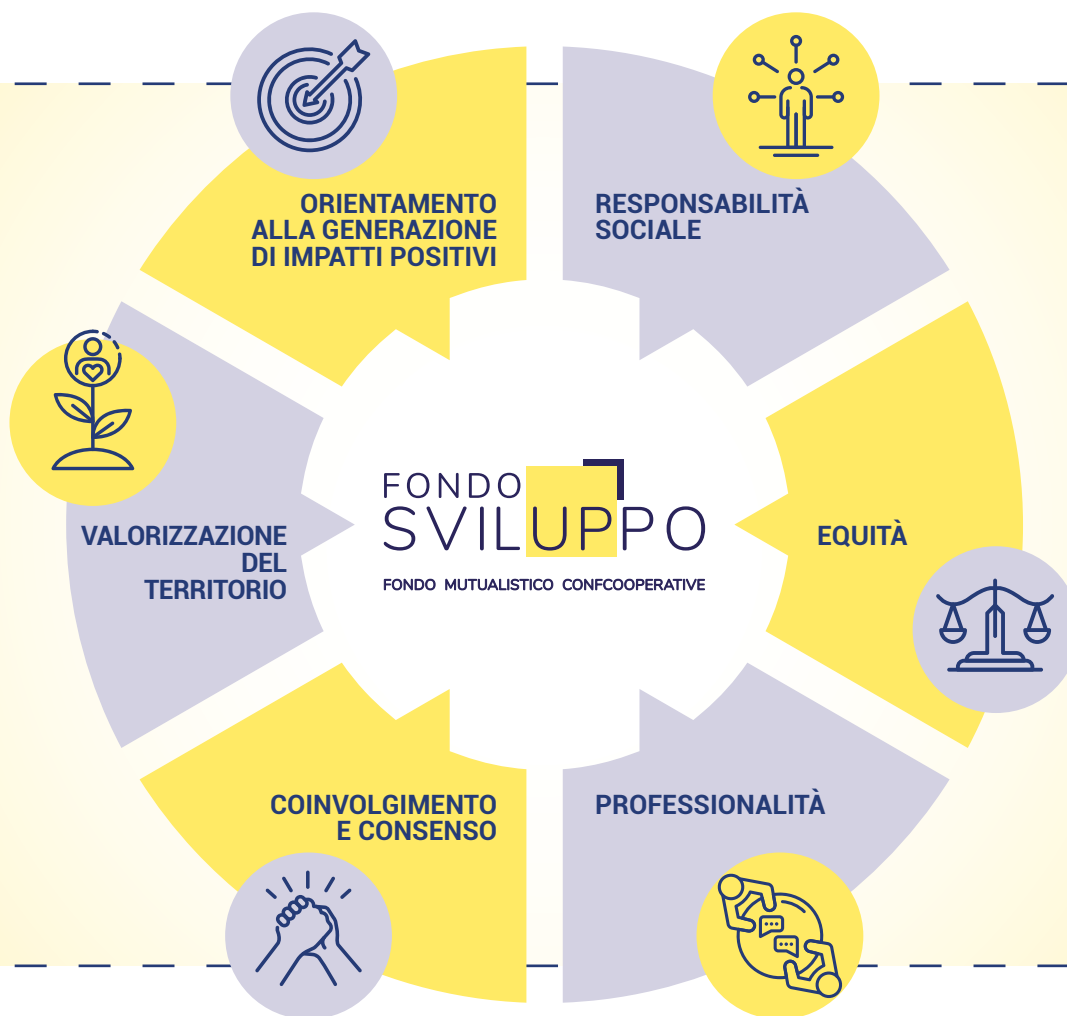 ORIENTAMENTO
ALLA GENERAZIONE
DI IMPATTI POSITIVI
RESPONSABILITÀ
SOCIALE
VALORIZZAZIONE
DEL
TERRITORIO
FONDO
SVILUPPO
FONDO MUTUALISTICO CONFCOOPERATIVE
EQUITÀ
COINVOLGIMENTO
E CONSENSO
PROFESSIONALITÀ